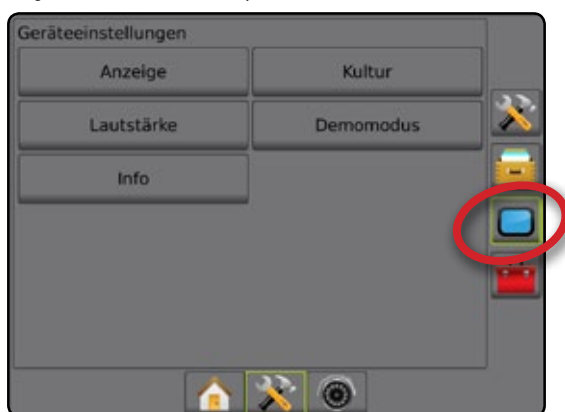 Geräteeinstellungen
Anzeige
Kultur
Lautstärke
Demomodus
Info